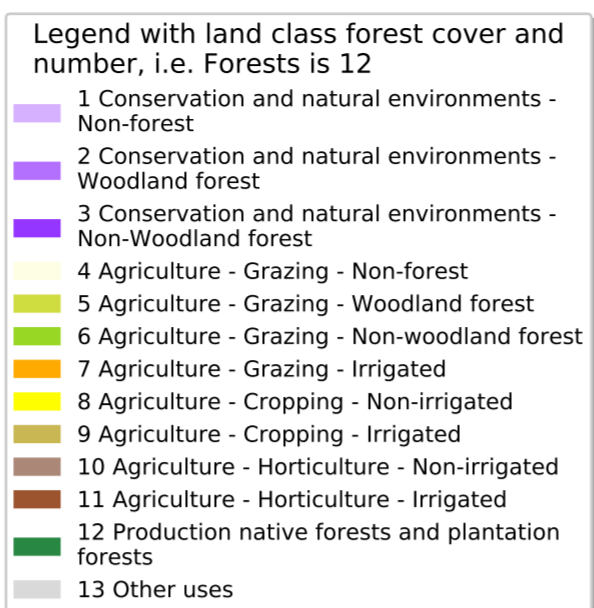 Legend with land class forest cover and
number, i.e. Forests is 12
1 Conservation and natural environments -
Non-forest
2 Conservation and natural environments -
Woodland forest
3 Conservation and natural environments -
Non-Woodland forest
4 Agriculture - Grazing - Non-forest
5 Agriculture - Grazing - Woodland forest
6 Agriculture - Grazing - Non-woodland forest
7 Agriculture - Grazing - Irrigated
8 Agriculture - Cropping - Non-irrigated
9 Agriculture - Cropping - Irrigated
10 Agriculture - Horticulture - Non-irrigated
11 Agriculture - Horticulture - Irrigated
12 Production native forests and plantation
forests
13 Other uses